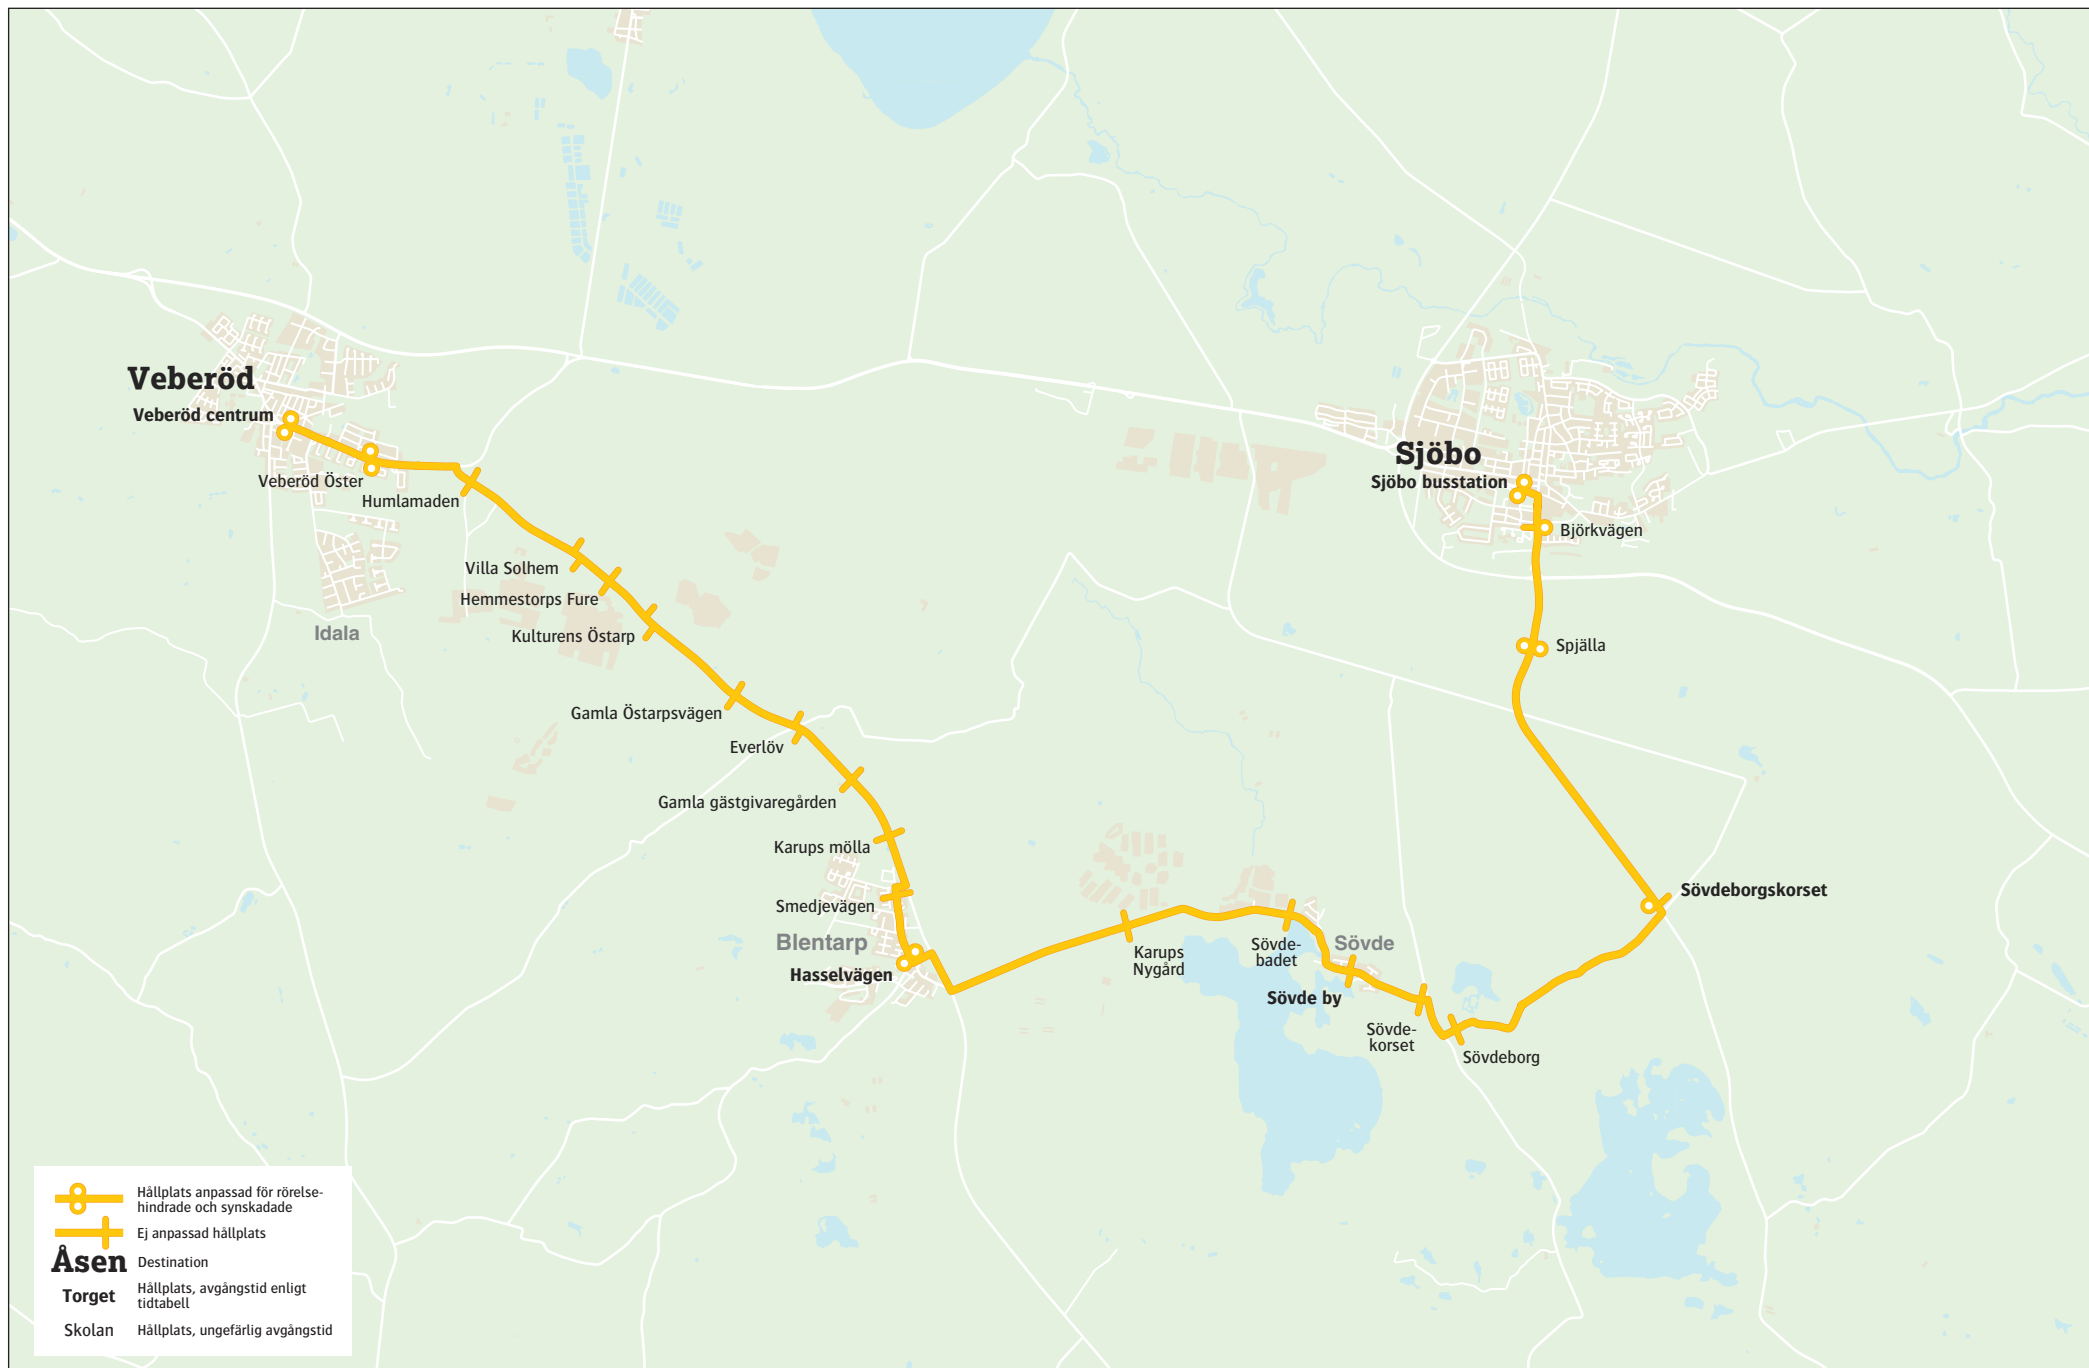 Veberöd
Veberöd centrum
Veberöd Öster
Humlamaden
Villa Solhem
Hemmestorps Fure
Kulturens Östarp
Idala
Gamla Östarpsvägen
Everlöv
Gamla gästgivaregården
Karups mölla
Smedjevägen
Blentarp
Hasselvägen
Karups
Nygård
Sövde-
badet
Sövde
Sövde by
Sövde-
korset
Sövdeborg
Sövdeborgskorset
Spjälla
Björkvägen
Sjöbo
Sjöbo busstation
Hållplats anpassad för rörelse-
hindrade och synskadade
Ej anpassad hållplats
Åsen Destination
Torget Hållplats, avgångstid enligt
tidtabell
Skolan Hållplats, ungefärlig avgångstid